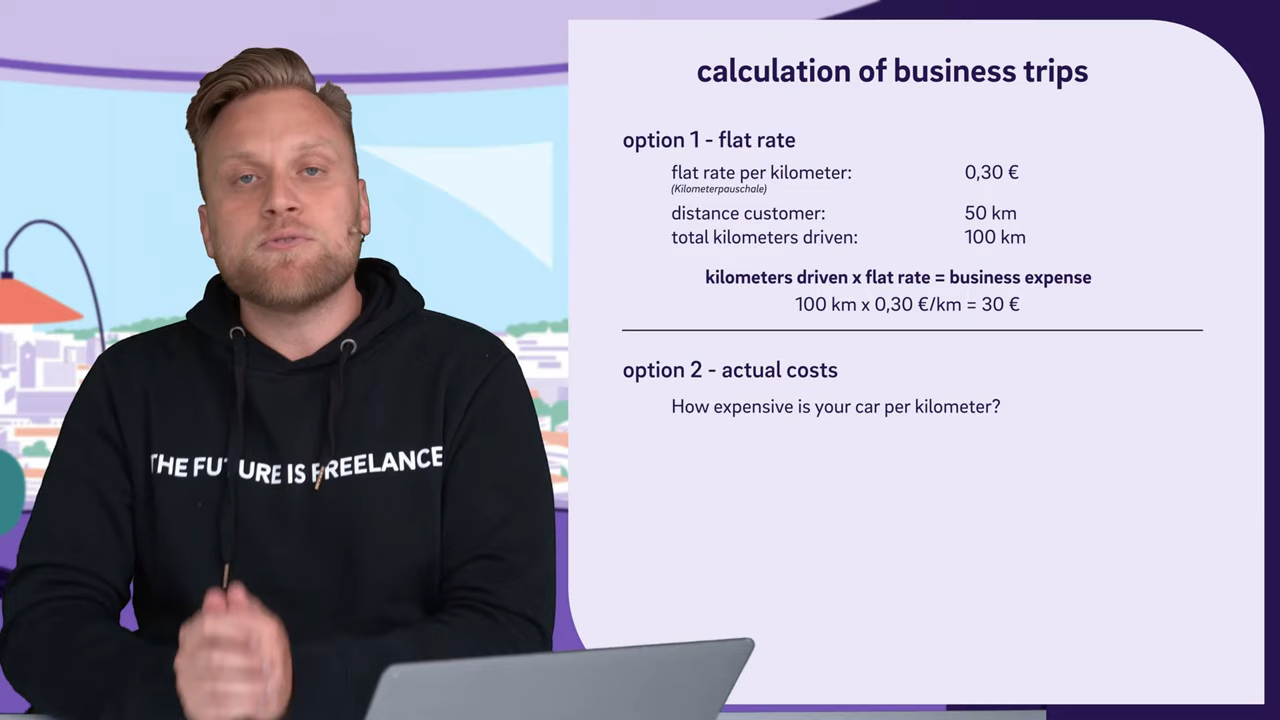 calculation of business trips
option 1 - flat rate
flat rate per kilometer: 0,30 €
(Kilometerpauschale)
distance customer: 50 km
total kilometers driven: 100 km
kilometers driven x flat rate = business expense
100 km x 0,30 €/km = 30 €
option 2 - actual costs
How expensive is your car per kilometer?
THE FUTURE IS FREELANCE